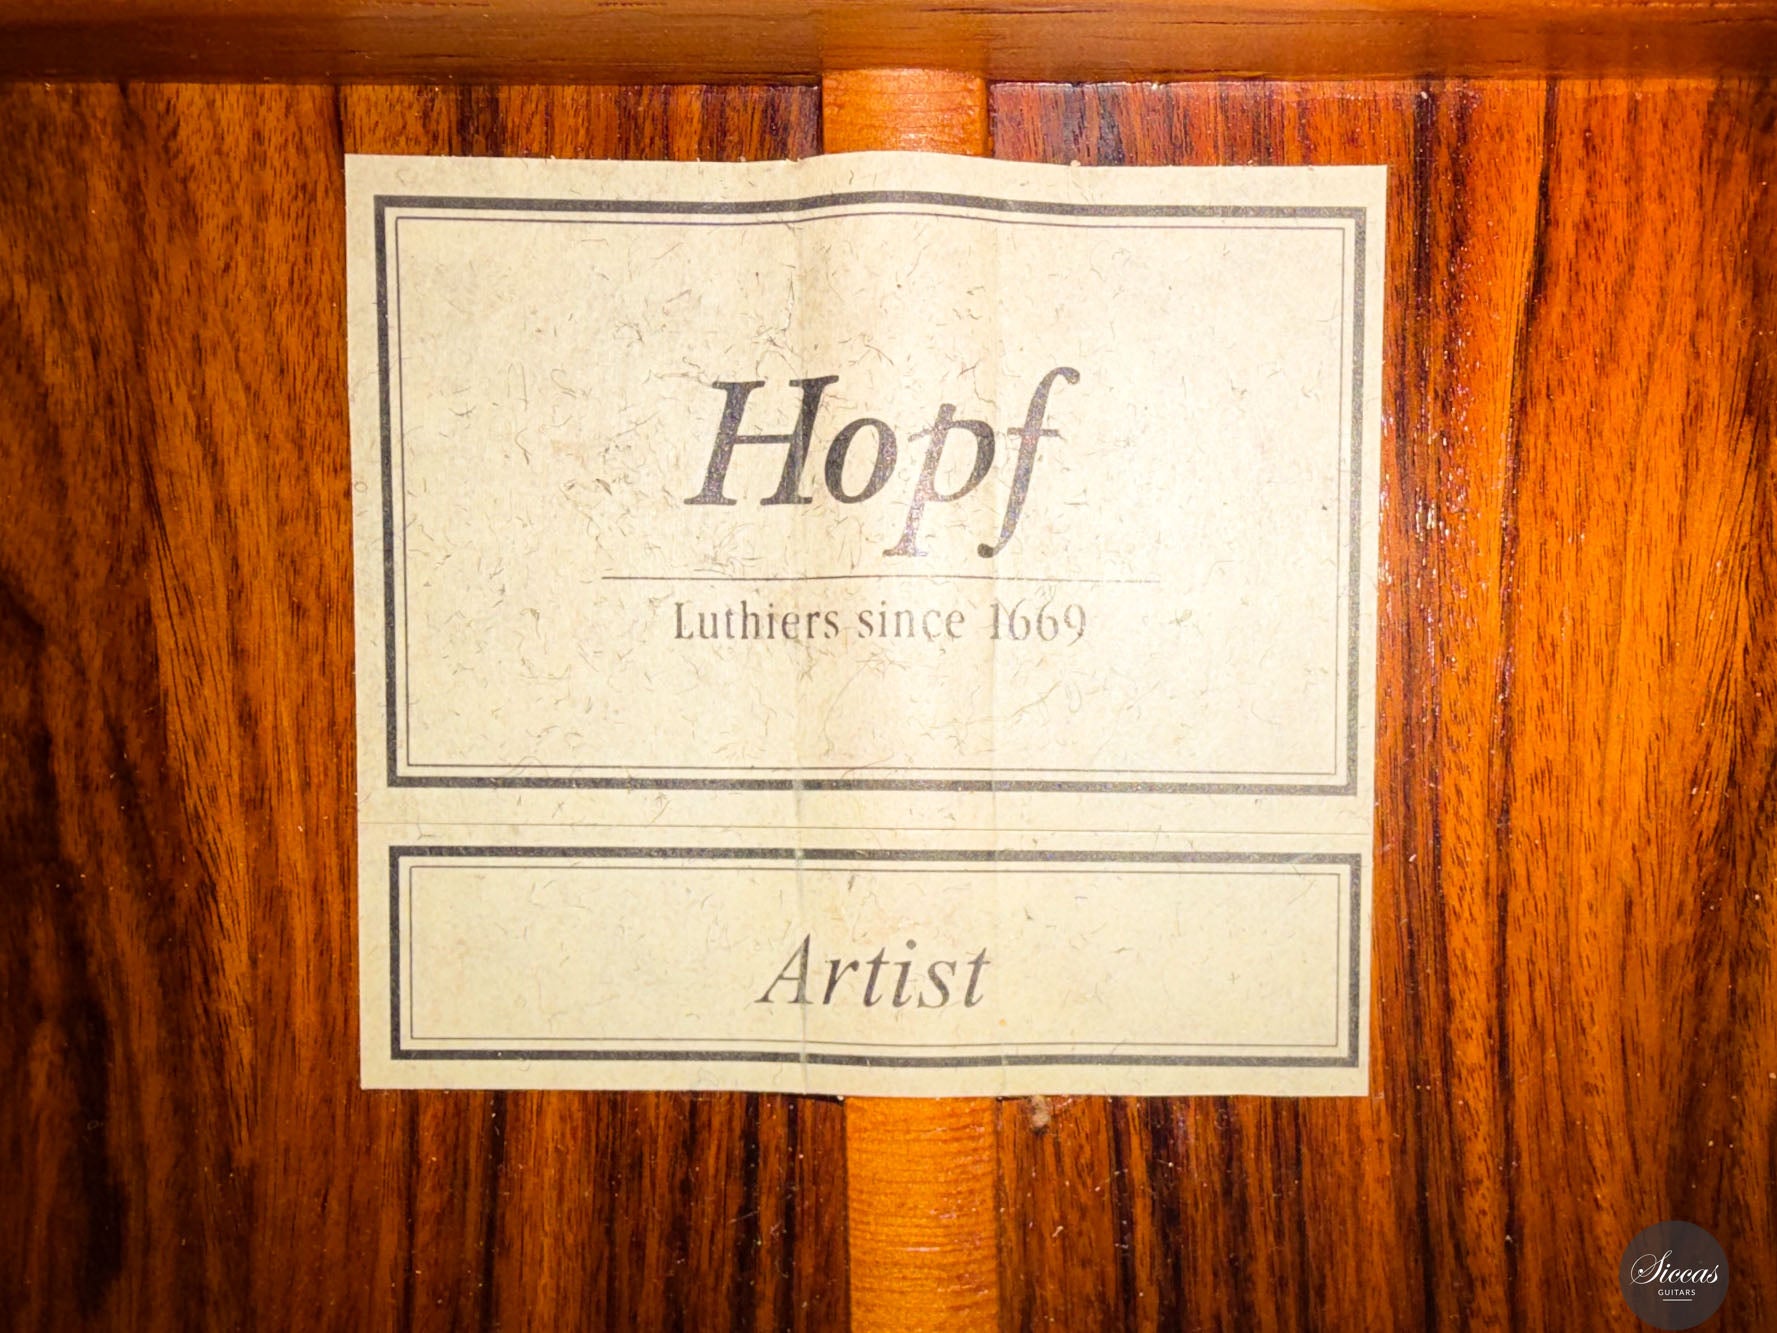 Hopf
Luthiers since 1669
Artist
Siccas
GUITARS